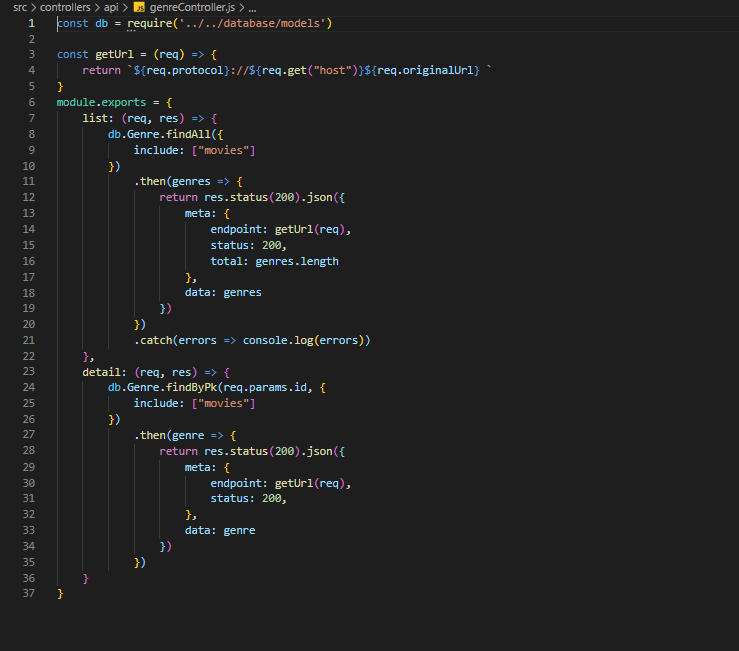 src > controllers > api > JS genreController.js > ...
1 const db = require('../../database/models')
2
3 const getUrl = (req) => {
4     return `${req.protocol}://${req.get("host")}${req.originalUrl} `
5 }
6 module.exports = {
7     list: (req, res) => {
8         db.Genre.findAll({
9             include: ["movies"]
10         })
11             .then(genres => {
12                 return res.status(200).json({
13                     meta: {
14                         endpoint: getUrl(req),
15                         status: 200,
16                         total: genres.length
17                     },
18                     data: genres
19                 })
20             })
21             .catch(errors => console.log(errors))
22     },
23     detail: (req, res) => {
24         db.Genre.findByPk(req.params.id, {
25             include: ["movies"]
26         })
27             .then(genre => {
28                 return res.status(200).json({
29                     meta: {
30                         endpoint: getUrl(req),
31                         status: 200,
32                     },
33                     data: genre
34                 })
35             })
36     }
37 }